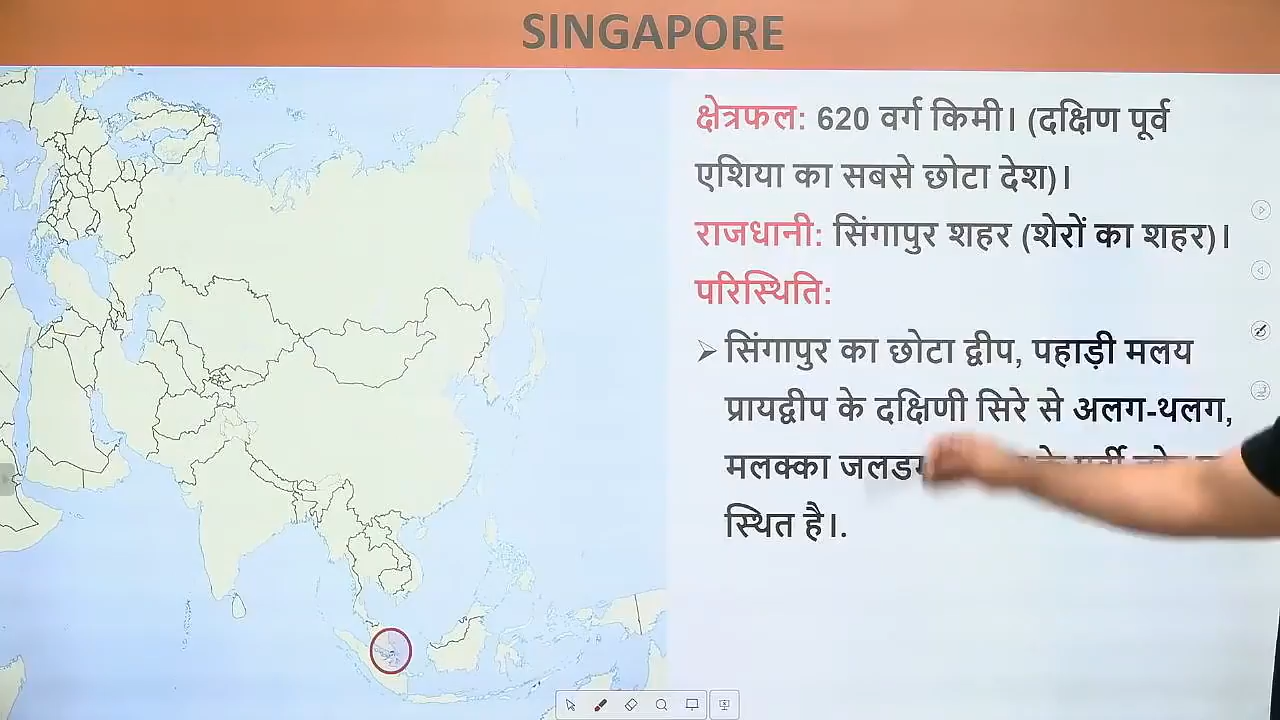 SINGAPORE
क्षेत्रफल: 620 वर्ग किमी। (दक्षिण पूर्व
एशिया का सबसे छोटा देश)।
राजधानी: सिंगापुर शहर (शेरों का शहर)।
परिस्थिति:
➢ सिंगापुर का छोटा द्वीप, पहाड़ी मलय
प्रायद्वीप के दक्षिणी सिरे से अलग-थलग,
मलक्का के पूर्वी
स्थित है।.